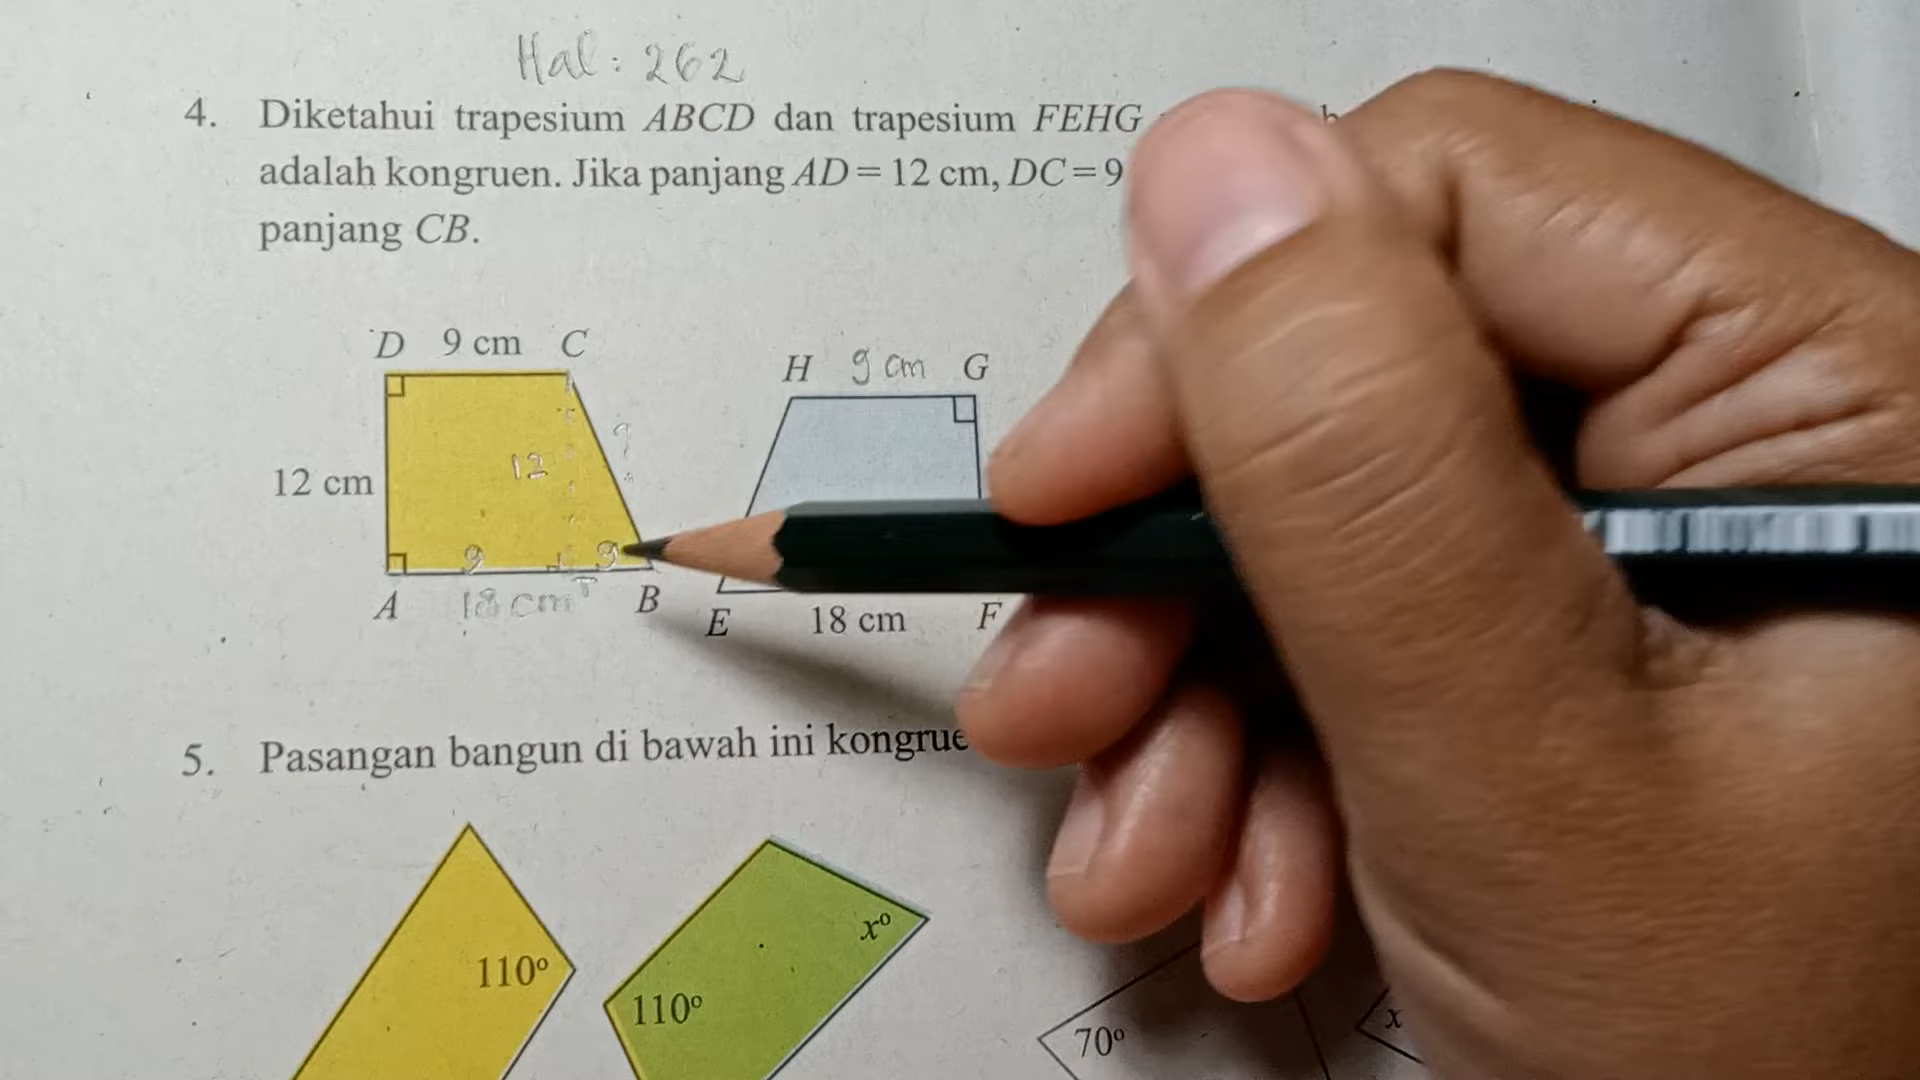 Hal : 262
4. Diketahui trapesium ABCD dan trapesium FEHG
adalah kongruen. Jika panjang AD = 12 cm, DC = 9
panjang CB.
D 9 cm C
H 9 cm G
?
12
12 cm
9 9
A 18 cm B
E 18 cm F
5. Pasangan bangun di bawah ini kongrue
x°
110°
110°
70°
x